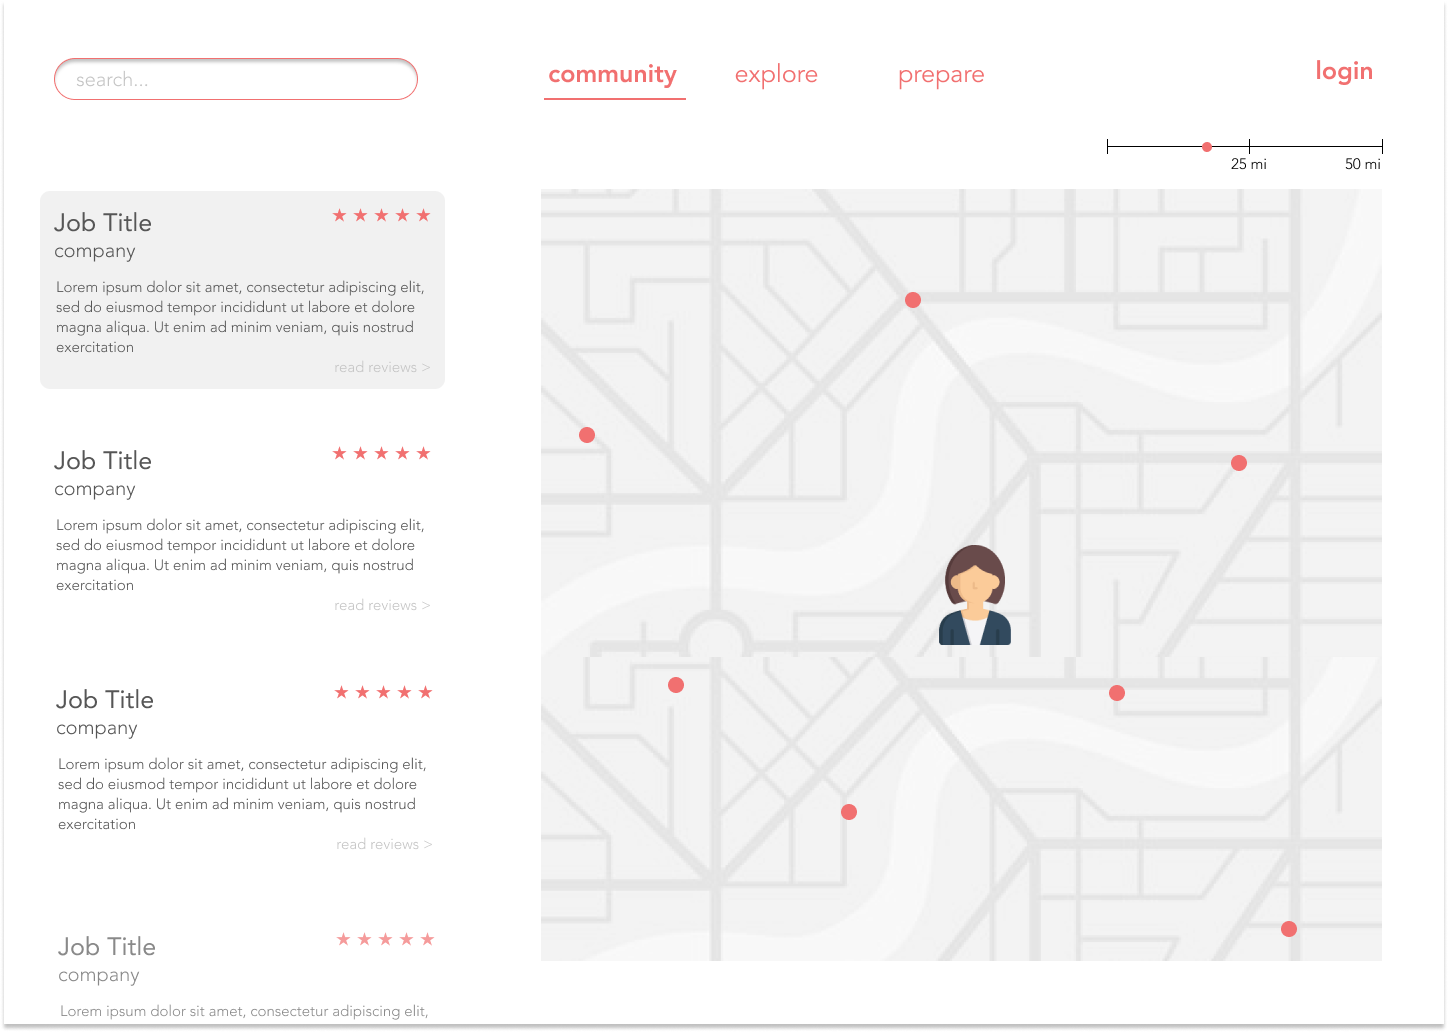 search...
community
explore
prepare
login
25 mi
50 mi
Job Title
company
Lorem ipsum dolor sit amet, consectetur adipiscing elit,
sed do eiusmod tempor incididunt ut labore et dolore
magna aliqua. Ut enim ad minim veniam, quis nostrud
exercitation
read reviews >
Job Title
company
Lorem ipsum dolor sit amet, consectetur adipiscing elit,
sed do eiusmod tempor incididunt ut labore et dolore
magna aliqua. Ut enim ad minim veniam, quis nostrud
exercitation
read reviews >
Job Title
company
Lorem ipsum dolor sit amet, consectetur adipiscing elit,
sed do eiusmod tempor incididunt ut labore et dolore
magna aliqua. Ut enim ad minim veniam, quis nostrud
exercitation
read reviews >
Job Title
company
Lorem ipsum dolor sit amet, consectetur adipiscing elit,